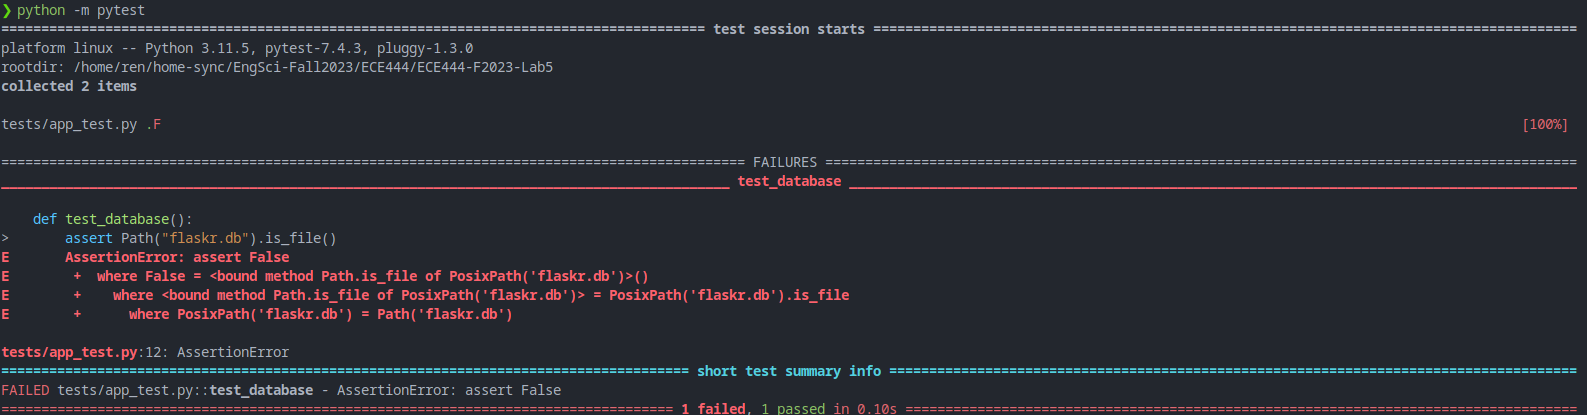 ❯ python -m pytest
======================================================================================== test session starts ========================================================================================
platform linux -- Python 3.11.5, pytest-7.4.3, pluggy-1.3.0
rootdir: /home/ren/home-sync/EngSci-Fall2023/ECE444/ECE444-F2023-Lab5
collected 2 items
tests/app_test.py .F [100%]
============================================================================================= FAILURES ==============================================================================================
___________________________________________________________________________________________ test_database ___________________________________________________________________________________________
def test_database():
> assert Path("flaskr.db").is_file()
E AssertionError: assert False
E + where False = <bound method Path.is_file of PosixPath('flaskr.db')>()
E + where <bound method Path.is_file of PosixPath('flaskr.db')> = PosixPath('flaskr.db').is_file
E + where PosixPath('flaskr.db') = Path('flaskr.db')
tests/app_test.py:12: AssertionError
====================================================================================== short test summary info ======================================================================================
FAILED tests/app_test.py::test_database - AssertionError: assert False
==================================================================================== 1 failed, 1 passed in 0.10s ====================================================================================